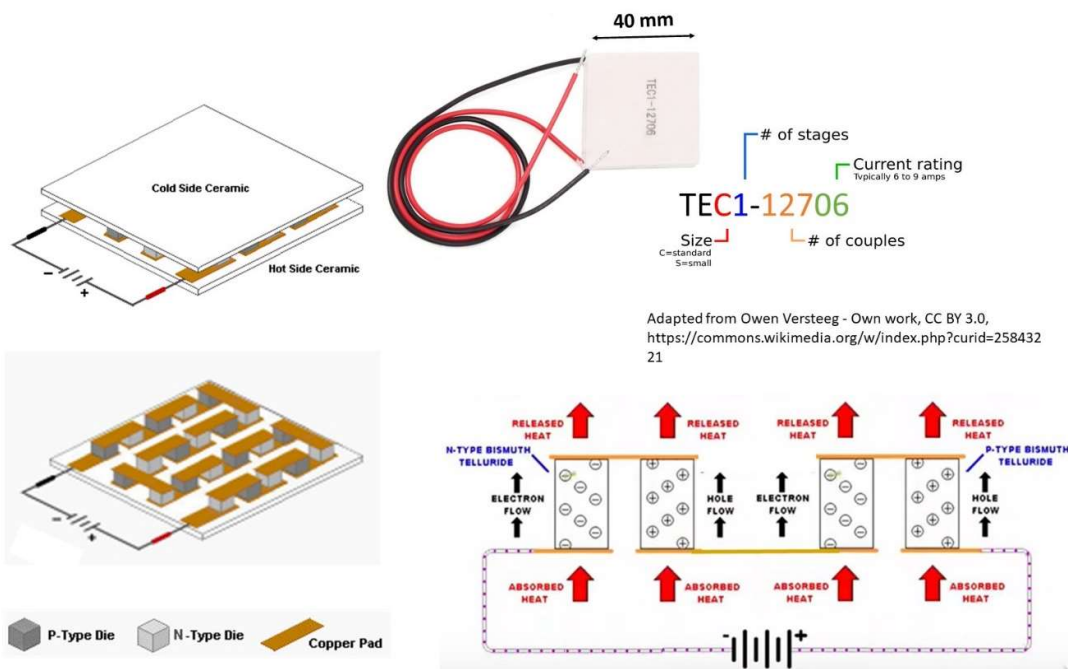 40 mm
TEC1-12706
# of stages
Current rating
Typically 6 to 9 amps
TEC1-12706
Size
C=standard
S=small
# of couples
Cold Side Ceramic
Hot Side Ceramic
- +
Adapted from Owen Versteeg - Own work, CC BY 3.0,
https://commons.wikimedia.org/w/index.php?curid=258432
21
- +
P-Type Die
N-Type Die
Copper Pad
RELEASED HEAT
RELEASED HEAT
RELEASED HEAT
RELEASED HEAT
N-TYPE BISMUTH
TELLURIDE
P-TYPE BISMUTH
TELLURIDE
ELECTRON
FLOW
HOLE
FLOW
ELECTRON
FLOW
HOLE
FLOW
ABSORBED HEAT
ABSORBED HEAT
ABSORBED HEAT
ABSORBED HEAT
- +